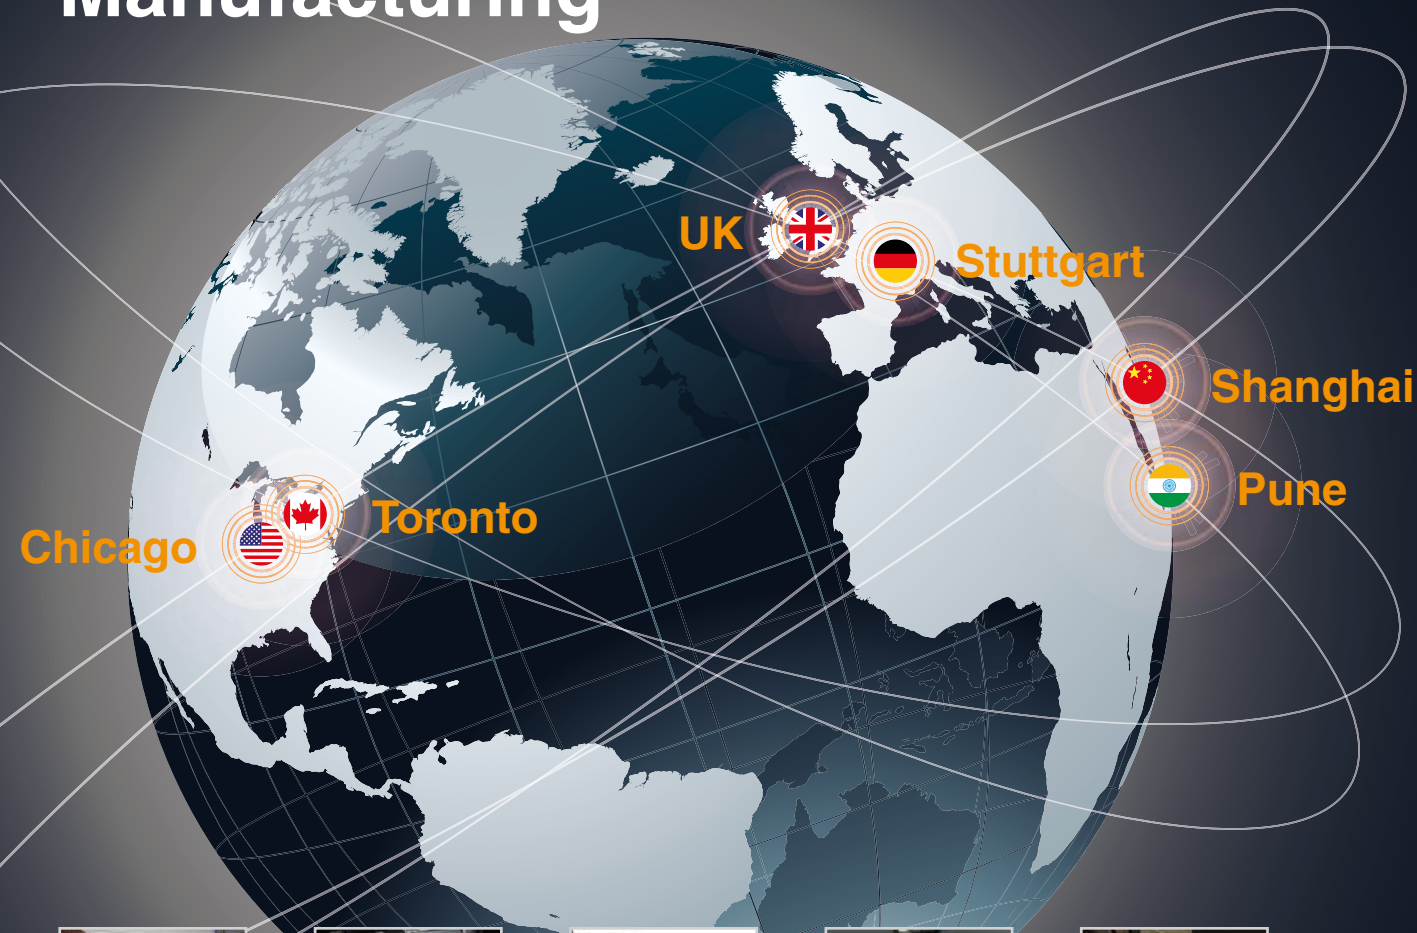 Manufacturing
UK
Stuttgart
Shanghai
Pune
Toronto
Chicago